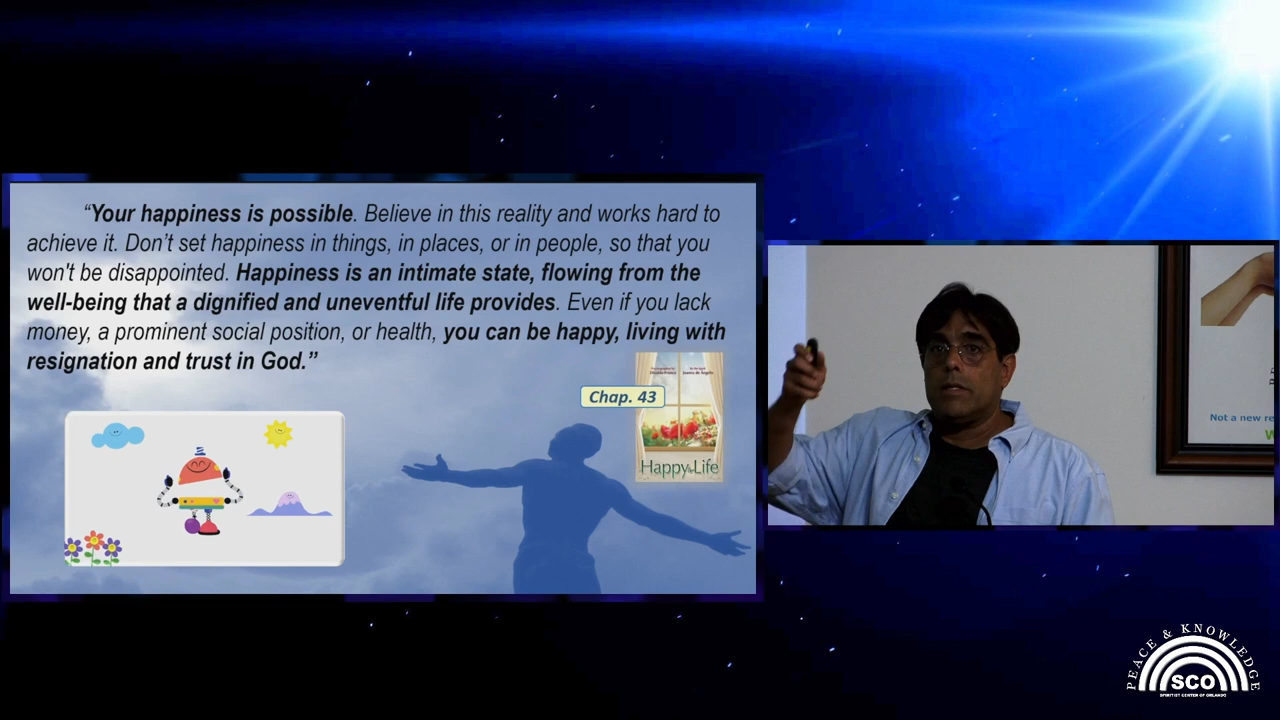 “Your happiness is possible. Believe in this reality and works hard to
achieve it. Don’t set happiness in things, in places, or in people, so that you
won't be disappointed. Happiness is an intimate state, flowing from the
well-being that a dignified and uneventful life provides. Even if you lack
money, a prominent social position, or health, you can be happy, living with
resignation and trust in God.”
Chap. 43
Happy Life
Not a new re
W
PEACE & KNOWLEDGE
SCO
SPIRITIST CENTER OF ORLANDO